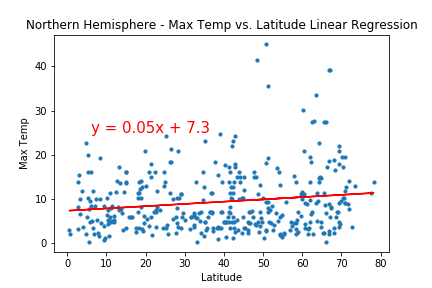 Northern Hemisphere - Max Temp vs. Latitude Linear Regression
40
30
y = 0.05x + 7.3
20
10
0
Max Temp
0 10 20 30 40 50 60 70 80
Latitude